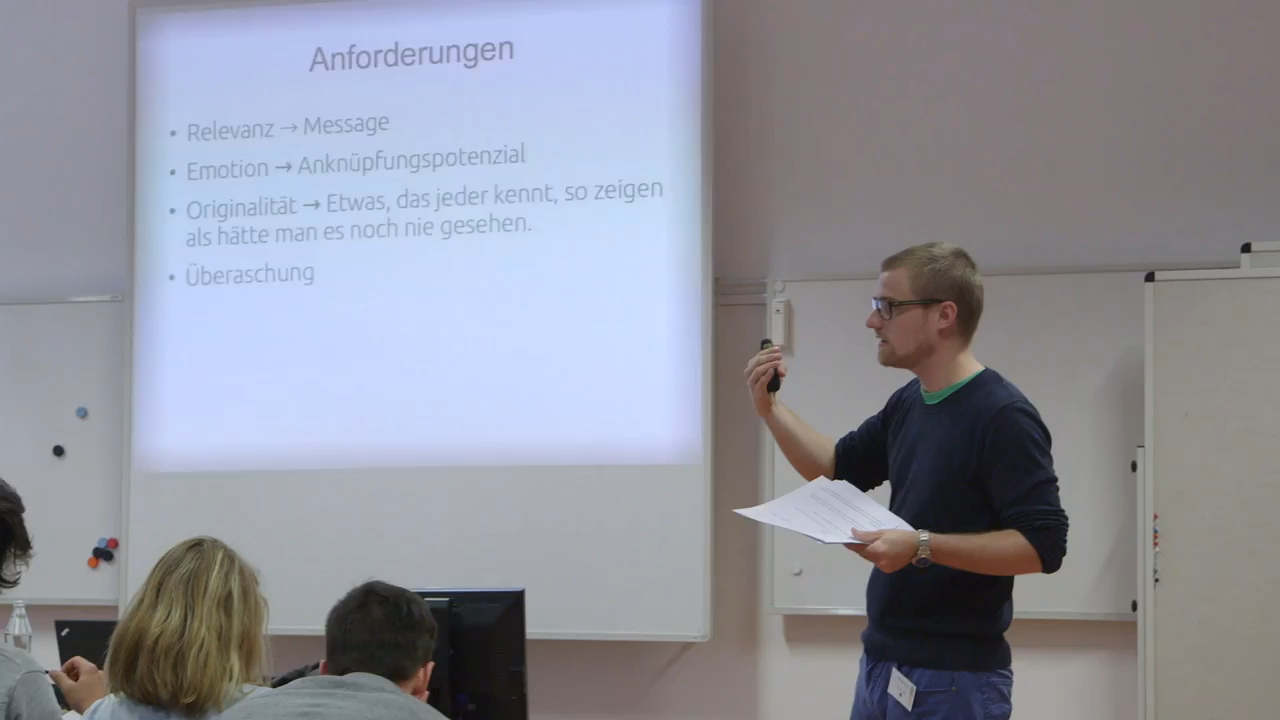 Anforderungen
• Relevanz → Message
• Emotion → Anknüpfungspotenzial
• Originalität → Etwas, das jeder kennt, so zeigen
als hätte man es noch nie gesehen.
• Überaschung